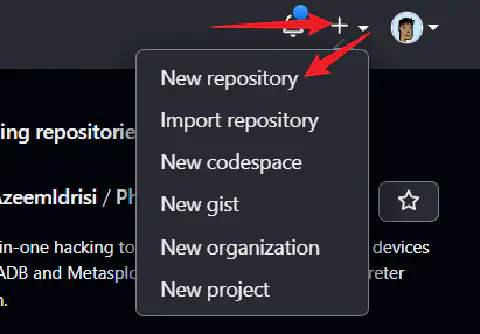 New repository
Import repository
New codespace
New gist
New organization
New project
ing repositories
AzeemIdrisi / Ph
in-one hacking to
devices
ADB and Metasplo
reter
n.